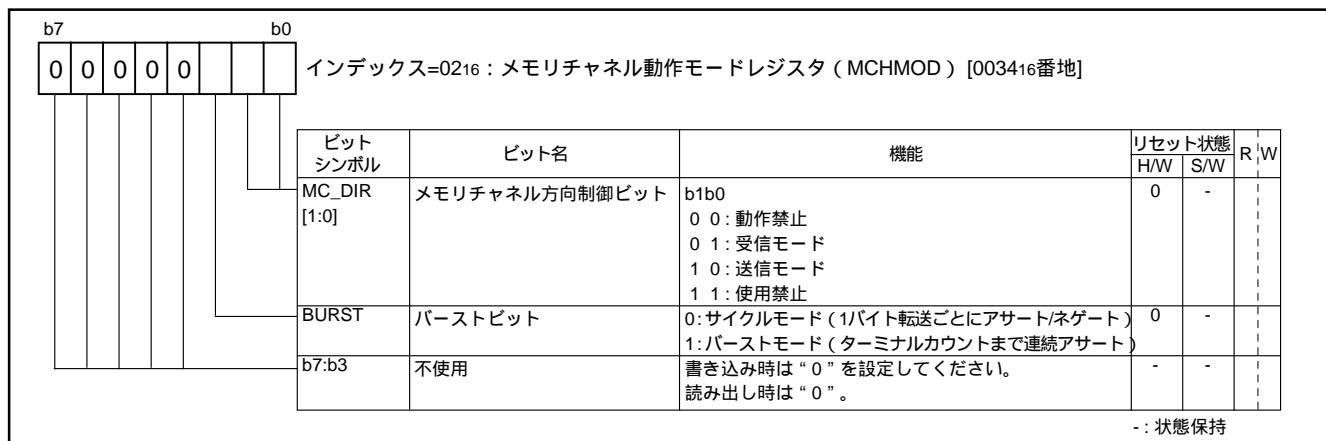 b7 b0
0 0 0 0 0 インデックス=0216：メモリチャネル動作モードレジスタ（MCHMOD）[003416番地]
ビット シンボル ビット名 機能 リセット状態 R W
H/W S/W
MC_DIR メモリチャネル方向制御ビット b1b0 0 -
[1:0] 0 0：動作禁止
0 1：受信モード
1 0：送信モード
1 1：使用禁止
BURST バーストビット 0：サイクルモード（1バイト転送ごとにアサート/ネゲート） 0 -
1：バーストモード（ターミナルカウントまで連続アサート）
b7:b3 不使用 書き込み時は“0”を設定してください。 - -
読み出し時は“0”。
-：状態保持